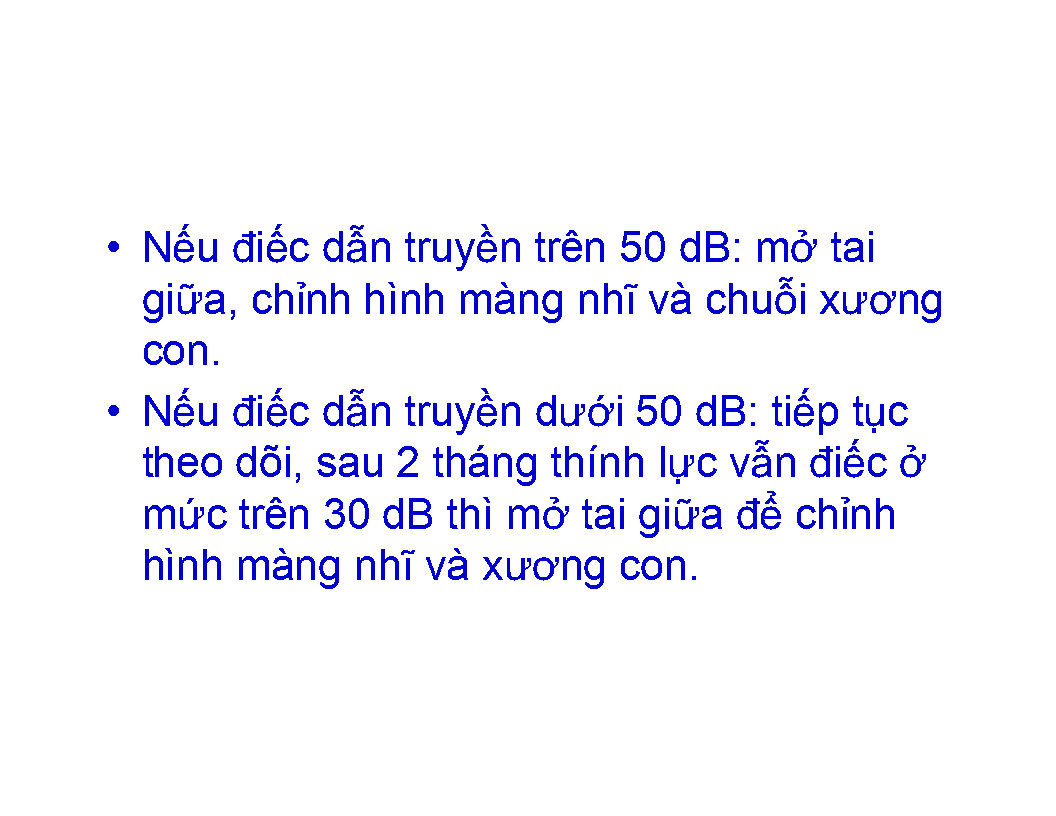 • Nếu điếc dẫn truyền trên 50 dB: mở tai
giữa, chỉnh hình màng nhĩ và chuỗi xương
con.
• Nếu điếc dẫn truyền dưới 50 dB: tiếp tục
theo dõi, sau 2 tháng thính lực vẫn điếc ở
mức trên 30 dB thì mở tai giữa để chỉnh
hình màng nhĩ và xương con.